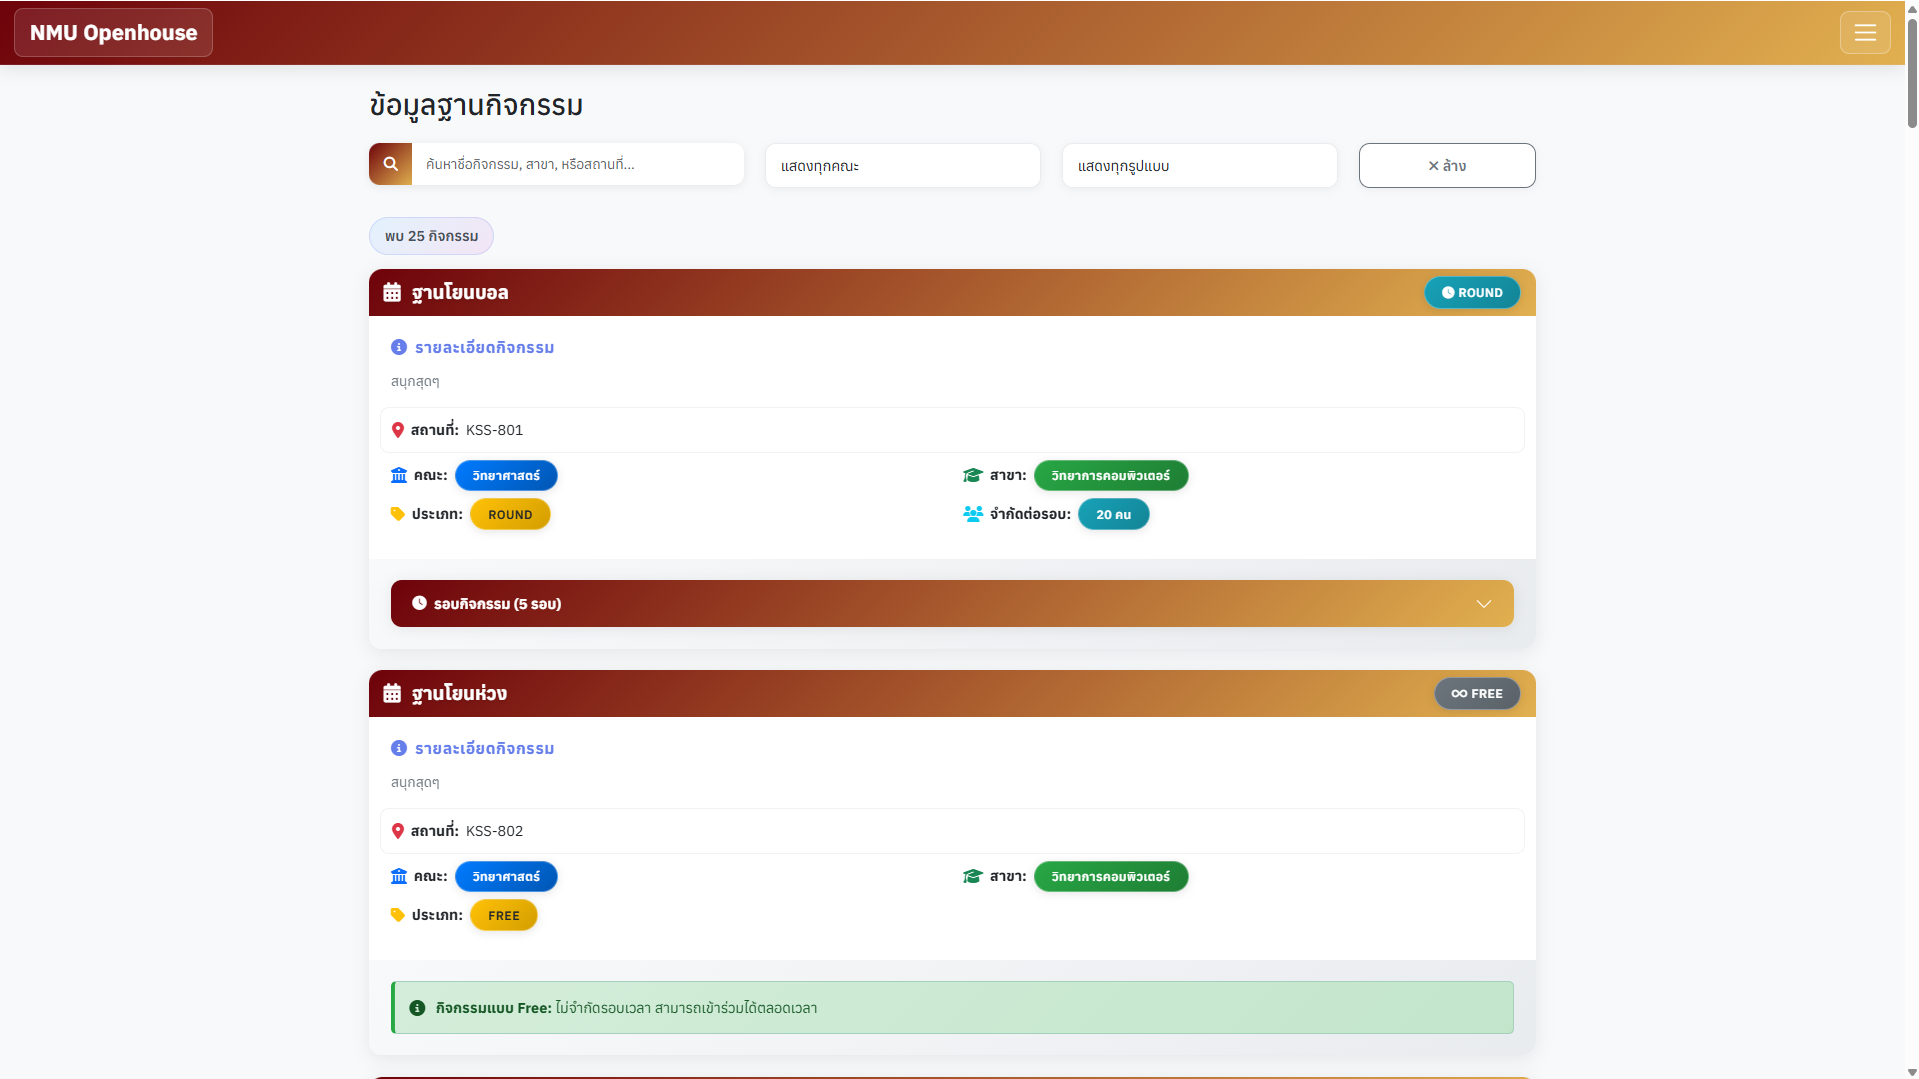 NMU Openhouse
ข้อมูลฐานกิจกรรม
ค้นหาชื่อกิจกรรม, สาขา, หรือสถานที่...
แสดงทุกคณะ
แสดงทุกรูปแบบ
ล้าง
พบ 25 กิจกรรม
ฐานโยนบอล
ROUND
รายละเอียดกิจกรรม
สนุกสุดๆ
สถานที่: KSS-801
คณะ: วิทยาศาสตร์
สาขา: วิทยาการคอมพิวเตอร์
ประเภท: ROUND
จำกัดต่อรอบ: 20 คน
รอบกิจกรรม (5 รอบ)
ฐานโยนห่วง
FREE
รายละเอียดกิจกรรม
สนุกสุดๆ
สถานที่: KSS-802
คณะ: วิทยาศาสตร์
สาขา: วิทยาการคอมพิวเตอร์
ประเภท: FREE
กิจกรรมแบบ Free: ไม่จำกัดรอบเวลา สามารถเข้าร่วมได้ตลอดเวลา